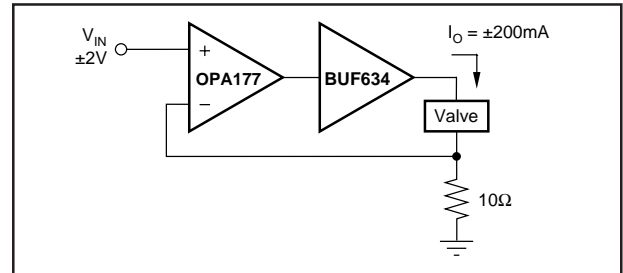 V_IN
±2V
+
–
OPA177
BUF634
I_O = ±200mA
Valve
10Ω